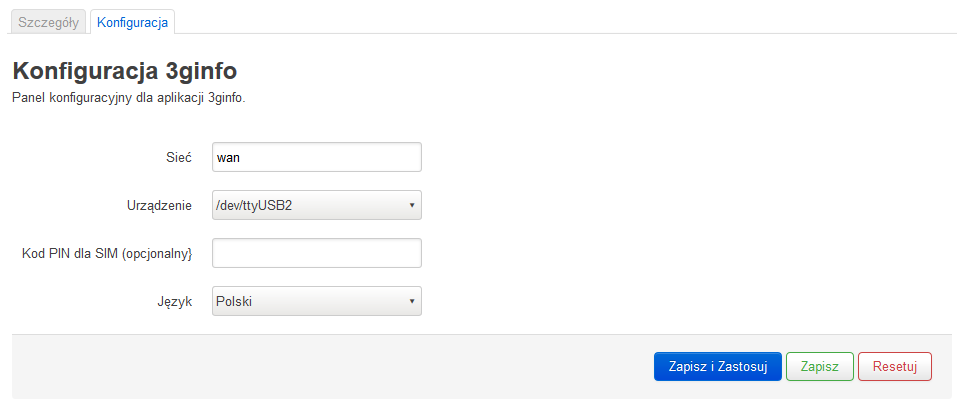 Szczegóły Konfiguracja
Konfiguracja 3ginfo
Panel konfiguracyjny dla aplikacji 3ginfo.
Sieć wan
Urządzenie /dev/ttyUSB2
Kod PIN dla SIM (opcjonalny}
Język Polski
Zapisz i Zastosuj Zapisz Resetuj